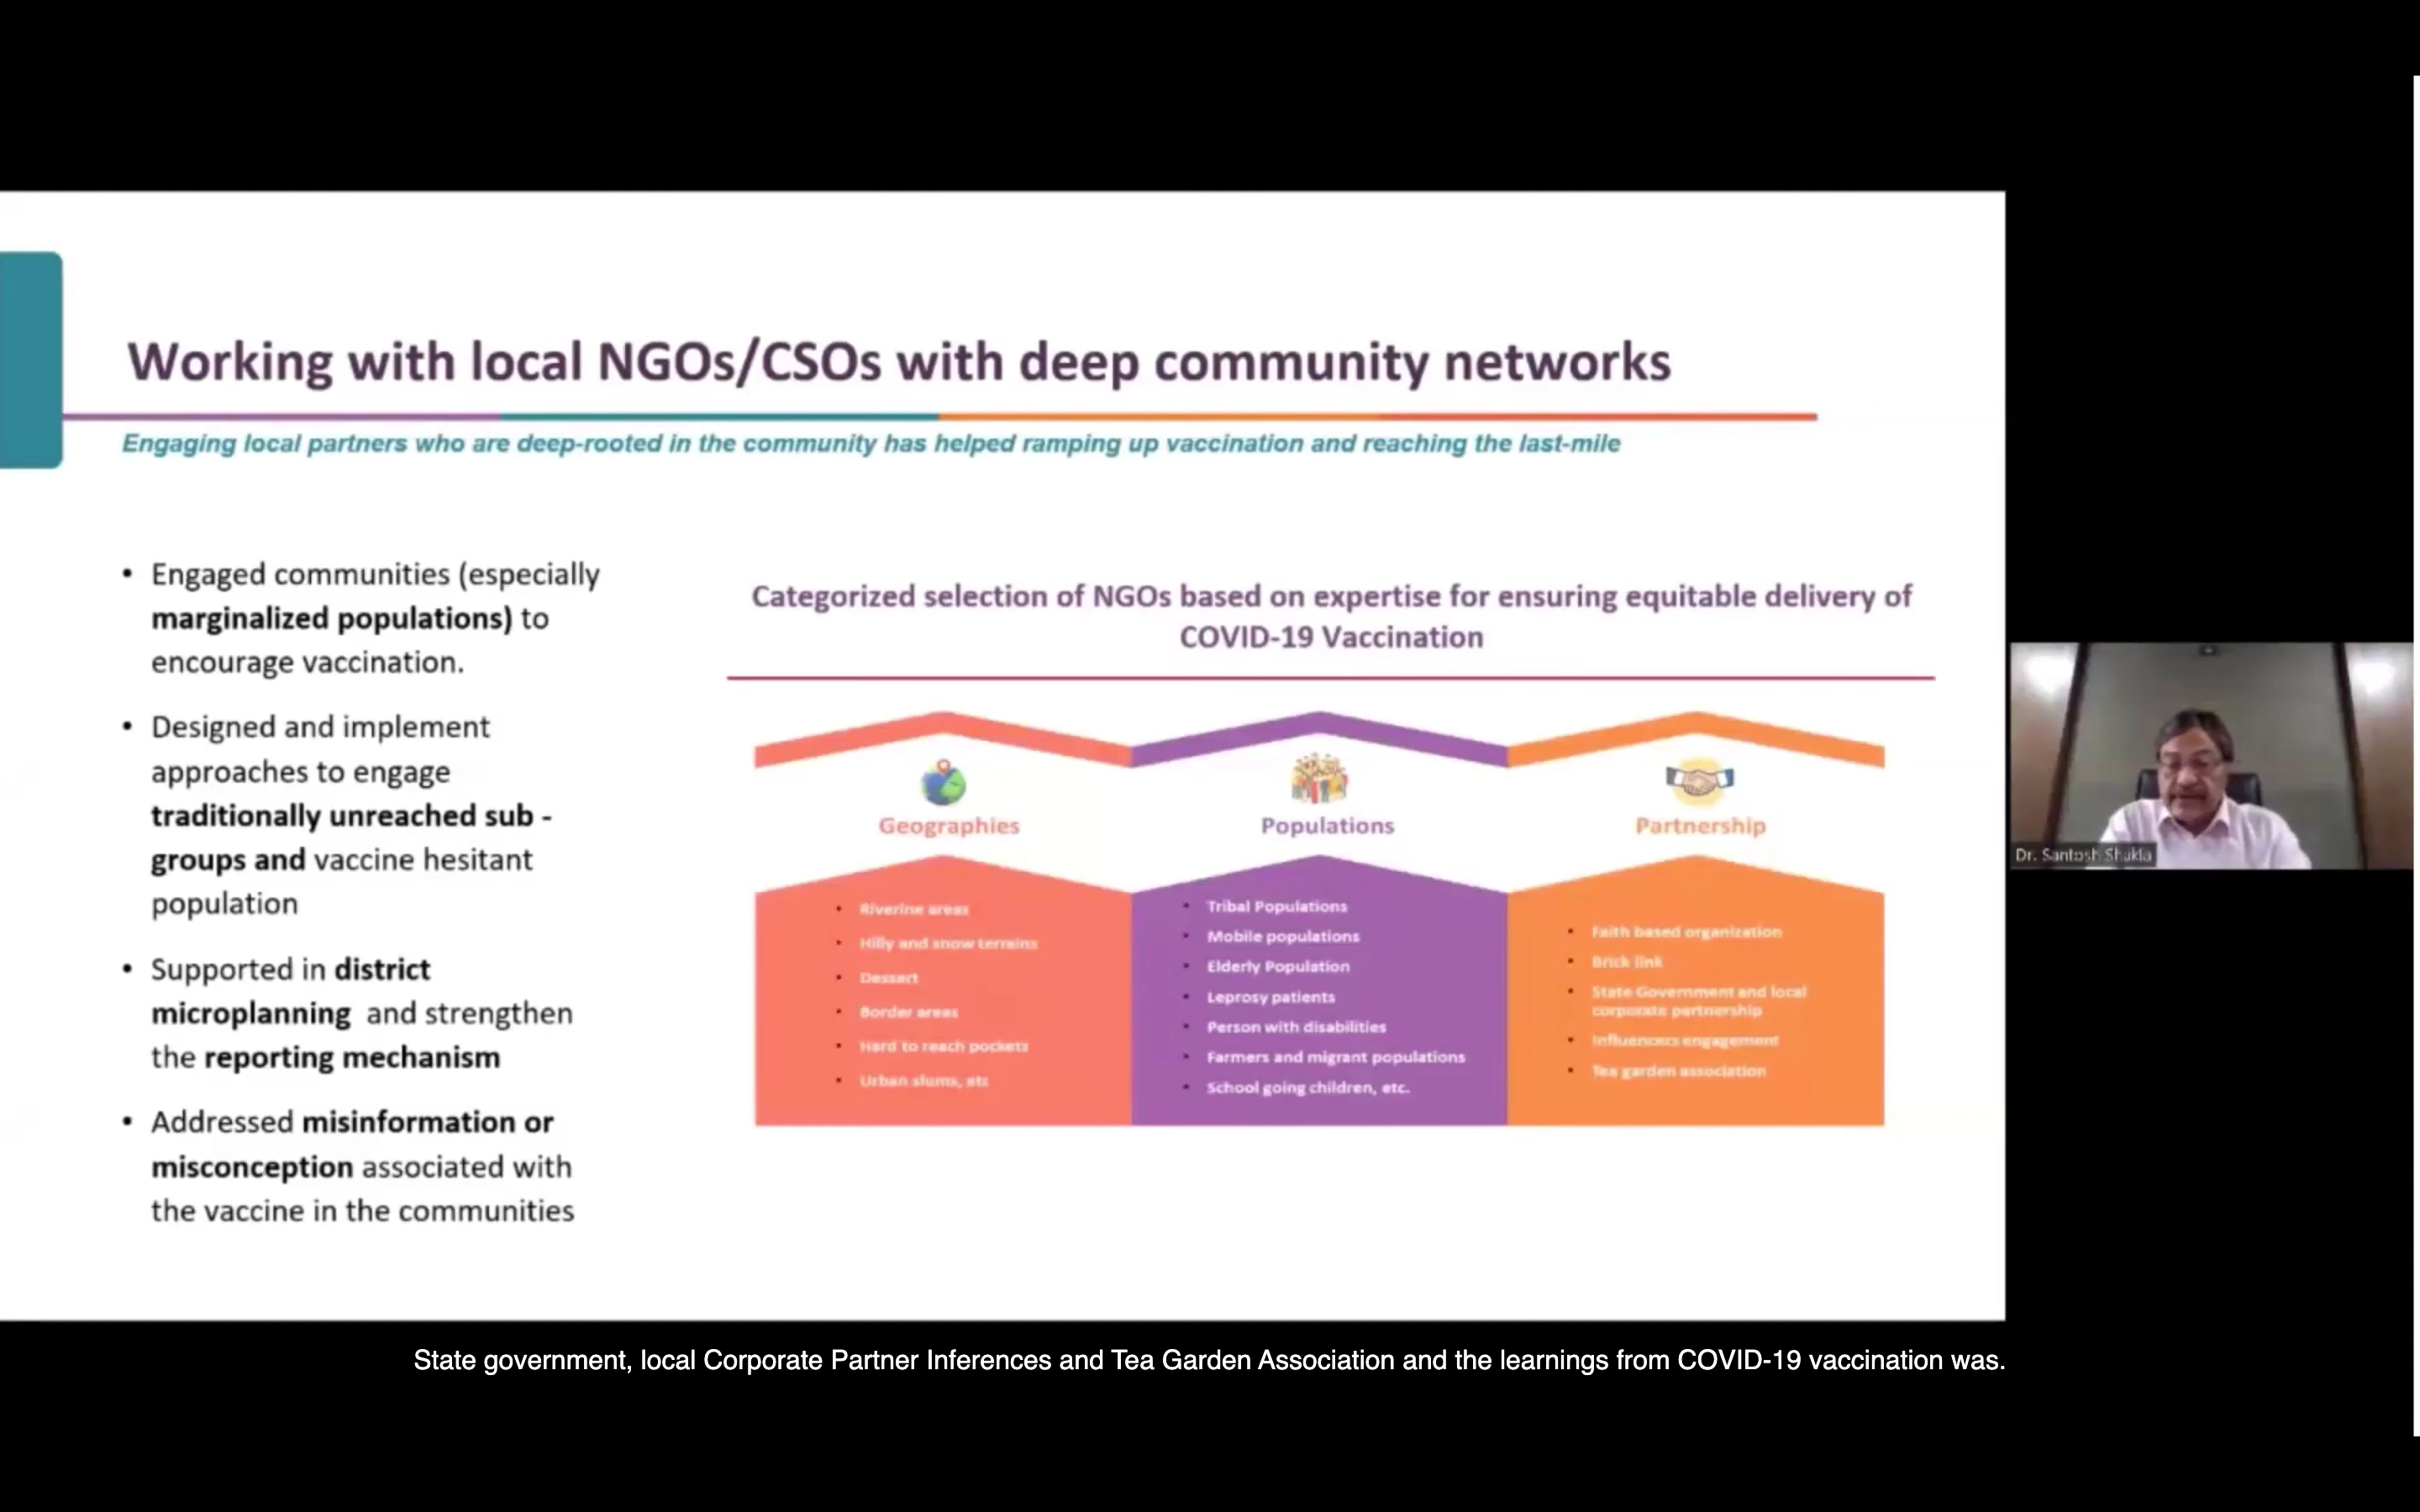 Working with local NGOs/CSOs with deep community networks
Engaging local partners who are deep-rooted in the community has helped ramping up vaccination and reaching the last-mile
• Engaged communities (especially
marginalized populations) to
encourage vaccination.
• Designed and implement
approaches to engage
traditionally unreached sub -
groups and vaccine hesitant
population
• Supported in district
microplanning and strengthen
the reporting mechanism
• Addressed misinformation or
misconception associated with
the vaccine in the communities
Categorized selection of NGOs based on expertise for ensuring equitable delivery of
COVID-19 Vaccination
Geographies
• Riverine areas
• Hilly and snow terrains
• Dessert
• Border areas
• Hard to reach pockets
• Urban slums, etc
Populations
• Tribal Populations
• Mobile populations
• Elderly Population
• Leprosy patients
• Person with disabilities
• Farmers and migrant populations
• School going children, etc.
Partnership
• Faith based organization
• Brick link
• State Government and local
corporate partnership
• Influencers engagement
• Tea garden association
Dr. Santosh Shukla
State government, local Corporate Partner Inferences and Tea Garden Association and the learnings from COVID-19 vaccination was.